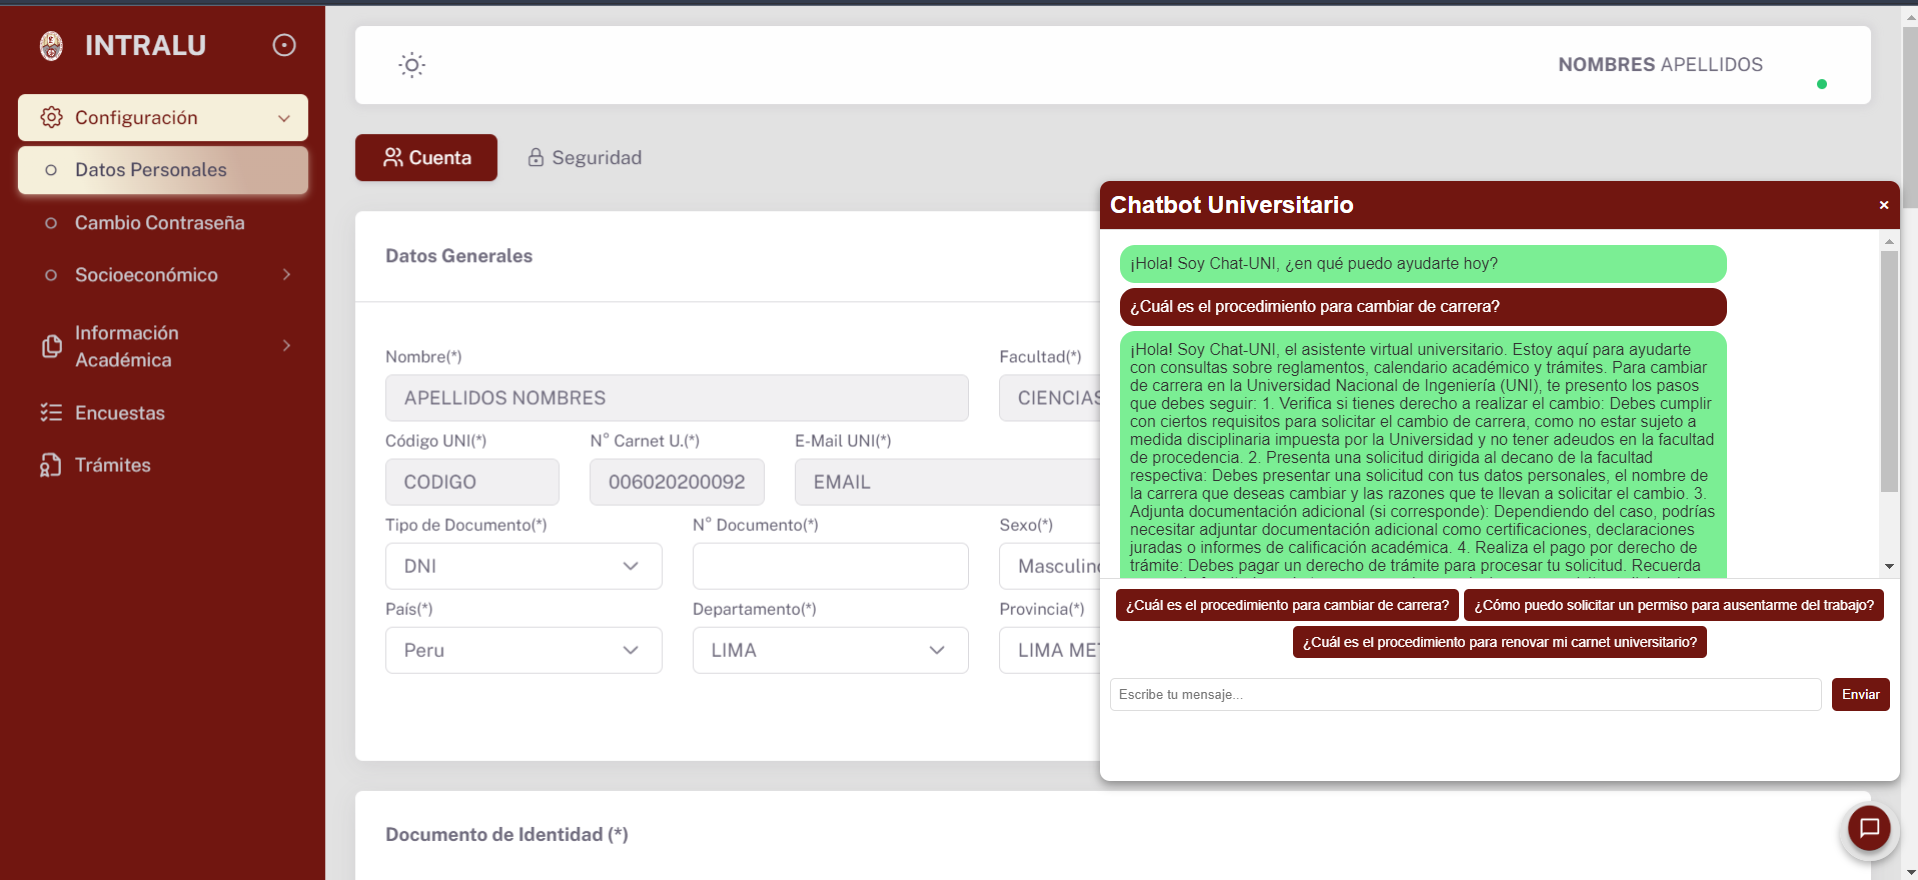 INTRALU
Configuración
Datos Personales
Cambio Contraseña
Socioeconómico
Información
Académica
Encuestas
Trámites
NOMBRES APELLIDOS
Cuenta
Seguridad
Datos Generales
Nombre(*)
Facultad(*)
APELLIDOS NOMBRES
CIENCIAS
Código UNI(*)
N° Carnet U.(*)
E-Mail UNI(*)
CODIGO
006020200092
EMAIL
Tipo de Documento(*)
N° Documento(*)
Sexo(*)
DNI
Masculino
País(*)
Departamento(*)
Provincia(*)
Peru
LIMA
LIMA MET
Documento de Identidad (*)
Chatbot Universitario
×
¡Hola! Soy Chat-UNI, ¿en qué puedo ayudarte hoy?
¿Cuál es el procedimiento para cambiar de carrera?
¡Hola! Soy Chat-UNI, el asistente virtual universitario. Estoy aquí para ayudarte
con consultas sobre reglamentos, calendario académico y trámites. Para cambiar
de carrera en la Universidad Nacional de Ingeniería (UNI), te presento los pasos
que debes seguir: 1. Verifica si tienes derecho a realizar el cambio: Debes cumplir
con ciertos requisitos para solicitar el cambio de carrera, como no estar sujeto a
medida disciplinaria impuesta por la Universidad y no tener adeudos en la facultad
de procedencia. 2. Presenta una solicitud dirigida al decano de la facultad
respectiva: Debes presentar una solicitud con tus datos personales, el nombre de
la carrera que deseas cambiar y las razones que te llevan a solicitar el cambio. 3.
Adjunta documentación adicional (si corresponde): Dependiendo del caso, podrías
necesitar adjuntar documentación adicional como certificaciones, declaraciones
juradas o informes de calificación académica. 4. Realiza el pago por derecho de
trámite: Debes pagar un derecho de trámite para procesar tu solicitud. Recuerda
¿Cuál es el procedimiento para cambiar de carrera?
¿Cómo puedo solicitar un permiso para ausentarme del trabajo?
¿Cuál es el procedimiento para renovar mi carnet universitario?
Escribe tu mensaje...
Enviar